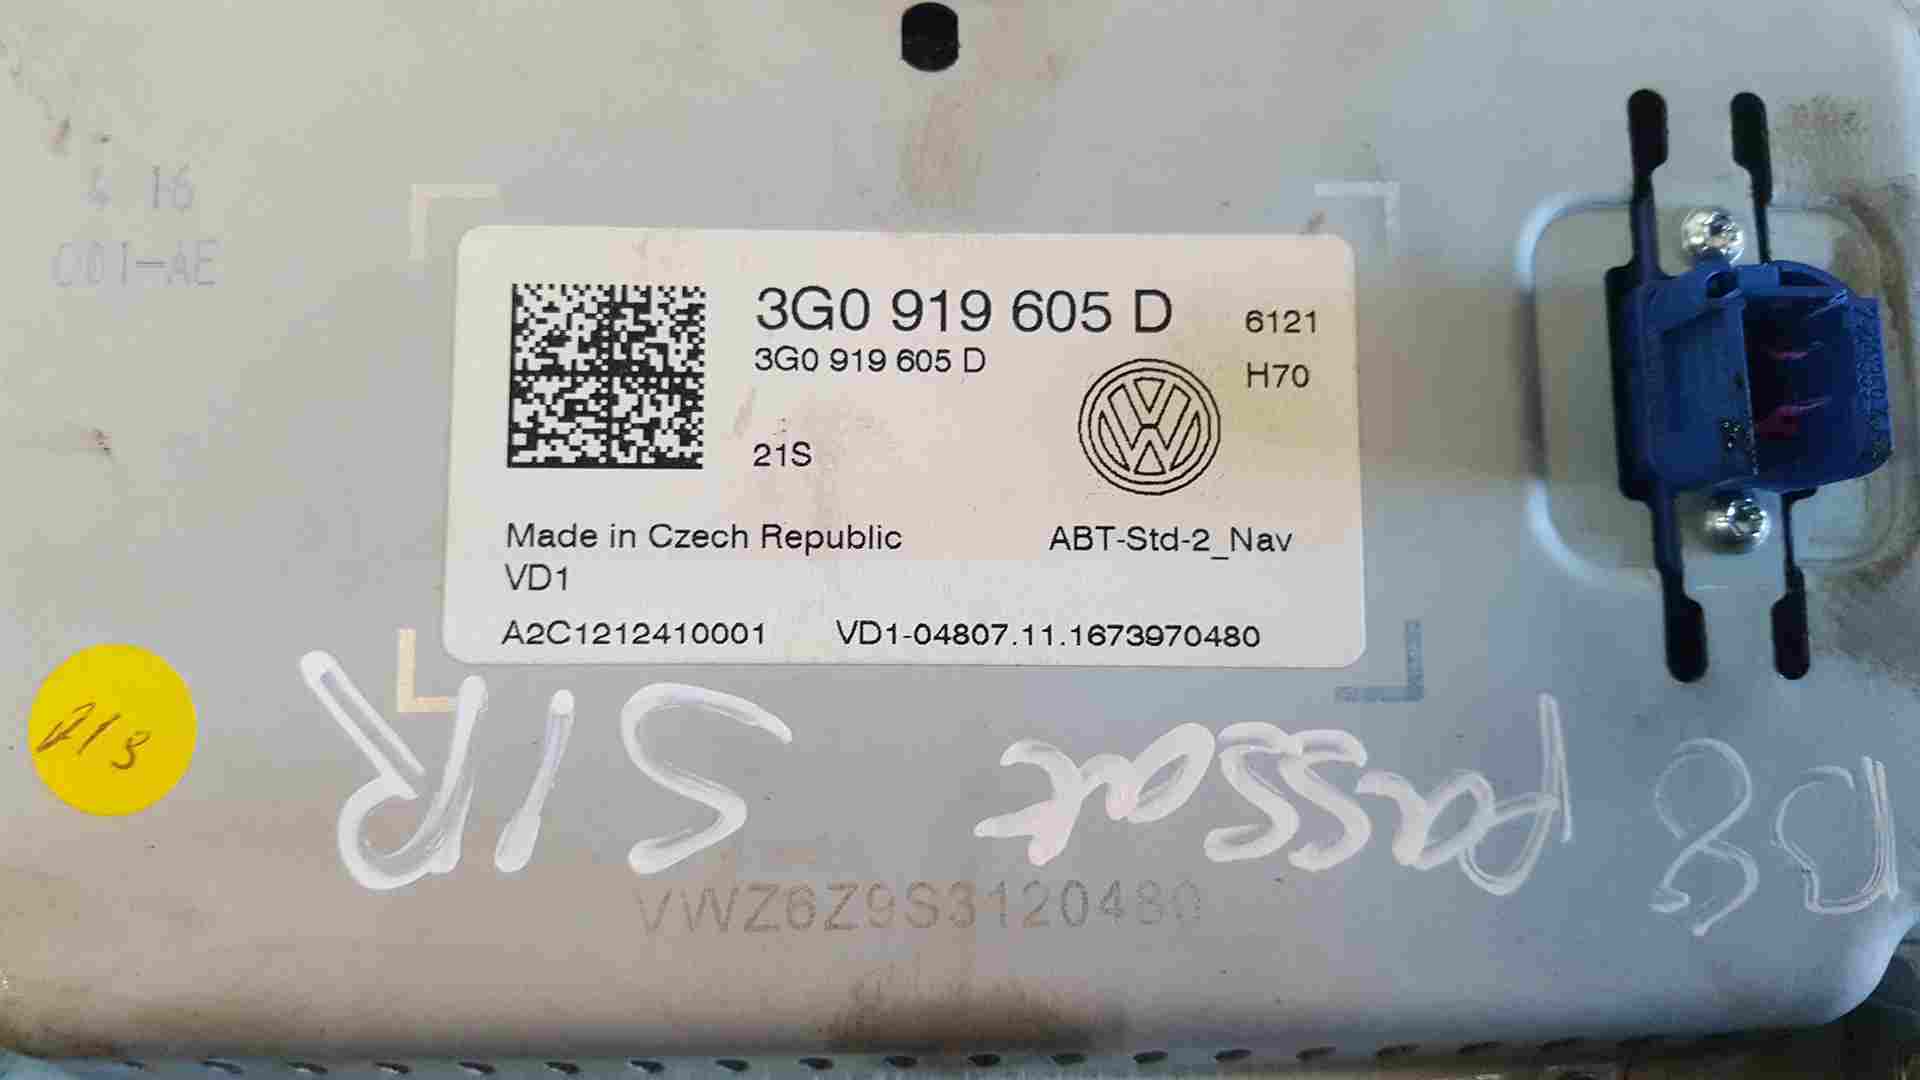 16
001-AE
3G0 919 605 D
6121
3G0 919 605 D
H70
21S
Made in Czech Republic
ABT-Std-2_Nav
VD1
A2C1212410001
VD1-04807.11.1673970480
B8 Passat
SIR
VWZ6Z9S3120480